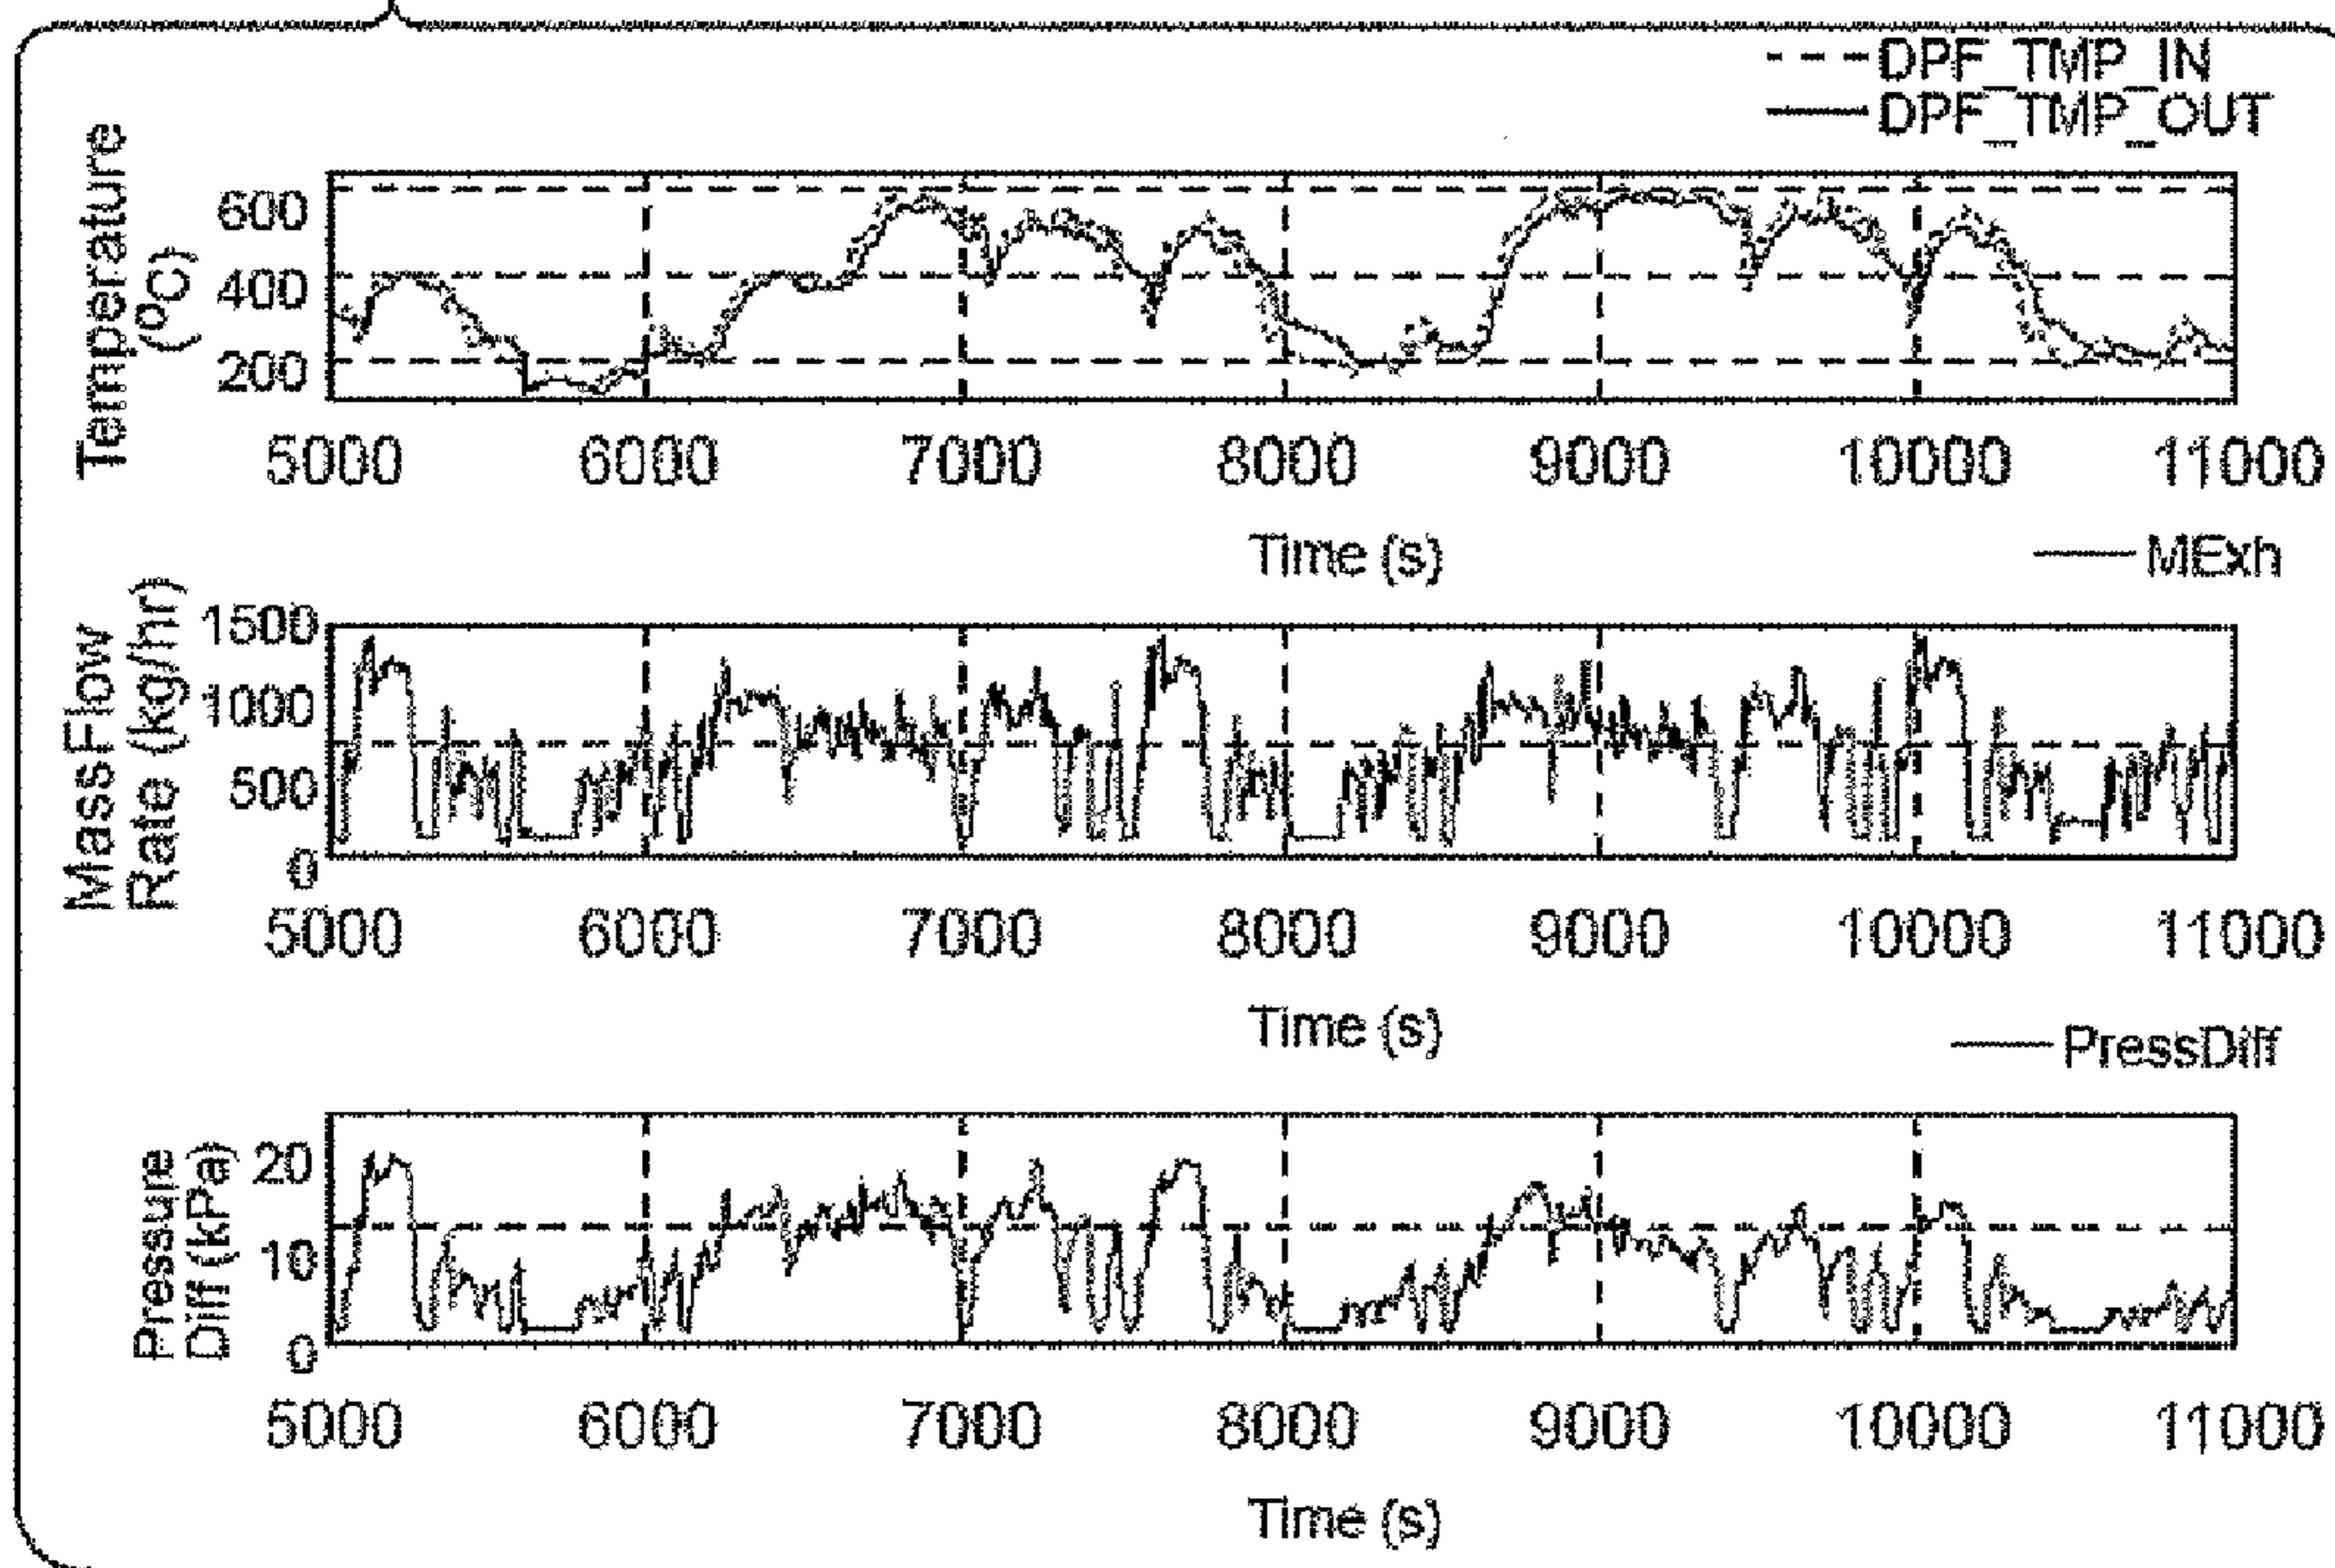 DPF_TMP_IN
DPF_TMP_OUT
Temperature
(ºC)
600
400
200
5000 6000 7000 8000 9000 10000 11000
Time (s)
MExh
Mass Flow
Rate (kg/hr)
1500
1000
500
0
5000 6000 7000 8000 9000 10000 11000
Time (s)
PressDiff
Pressure
Diff (kPa)
20
10
0
5000 6000 7000 8000 9000 10000 11000
Time (s)